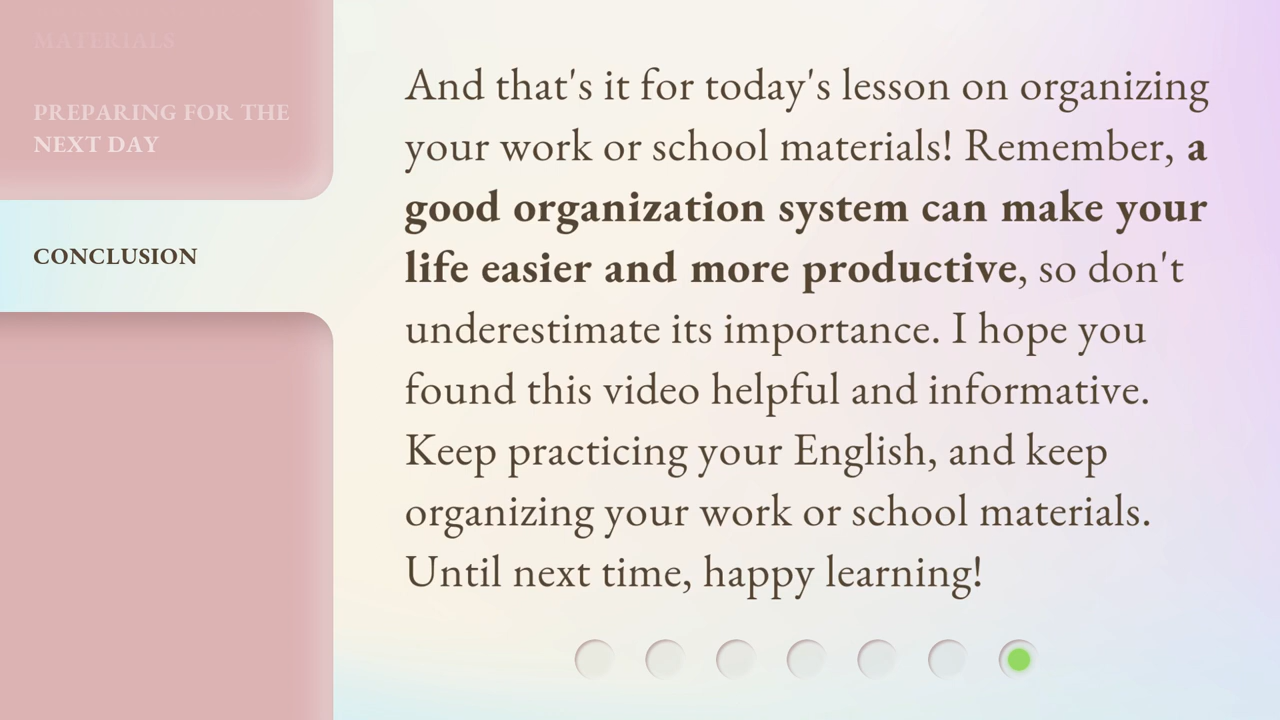 MATERIALS
PREPARING FOR THE
NEXT DAY
CONCLUSION
And that's it for today's lesson on organizing
your work or school materials! Remember, a
good organization system can make your
life easier and more productive, so don't
underestimate its importance. I hope you
found this video helpful and informative.
Keep practicing your English, and keep
organizing your work or school materials.
Until next time, happy learning!